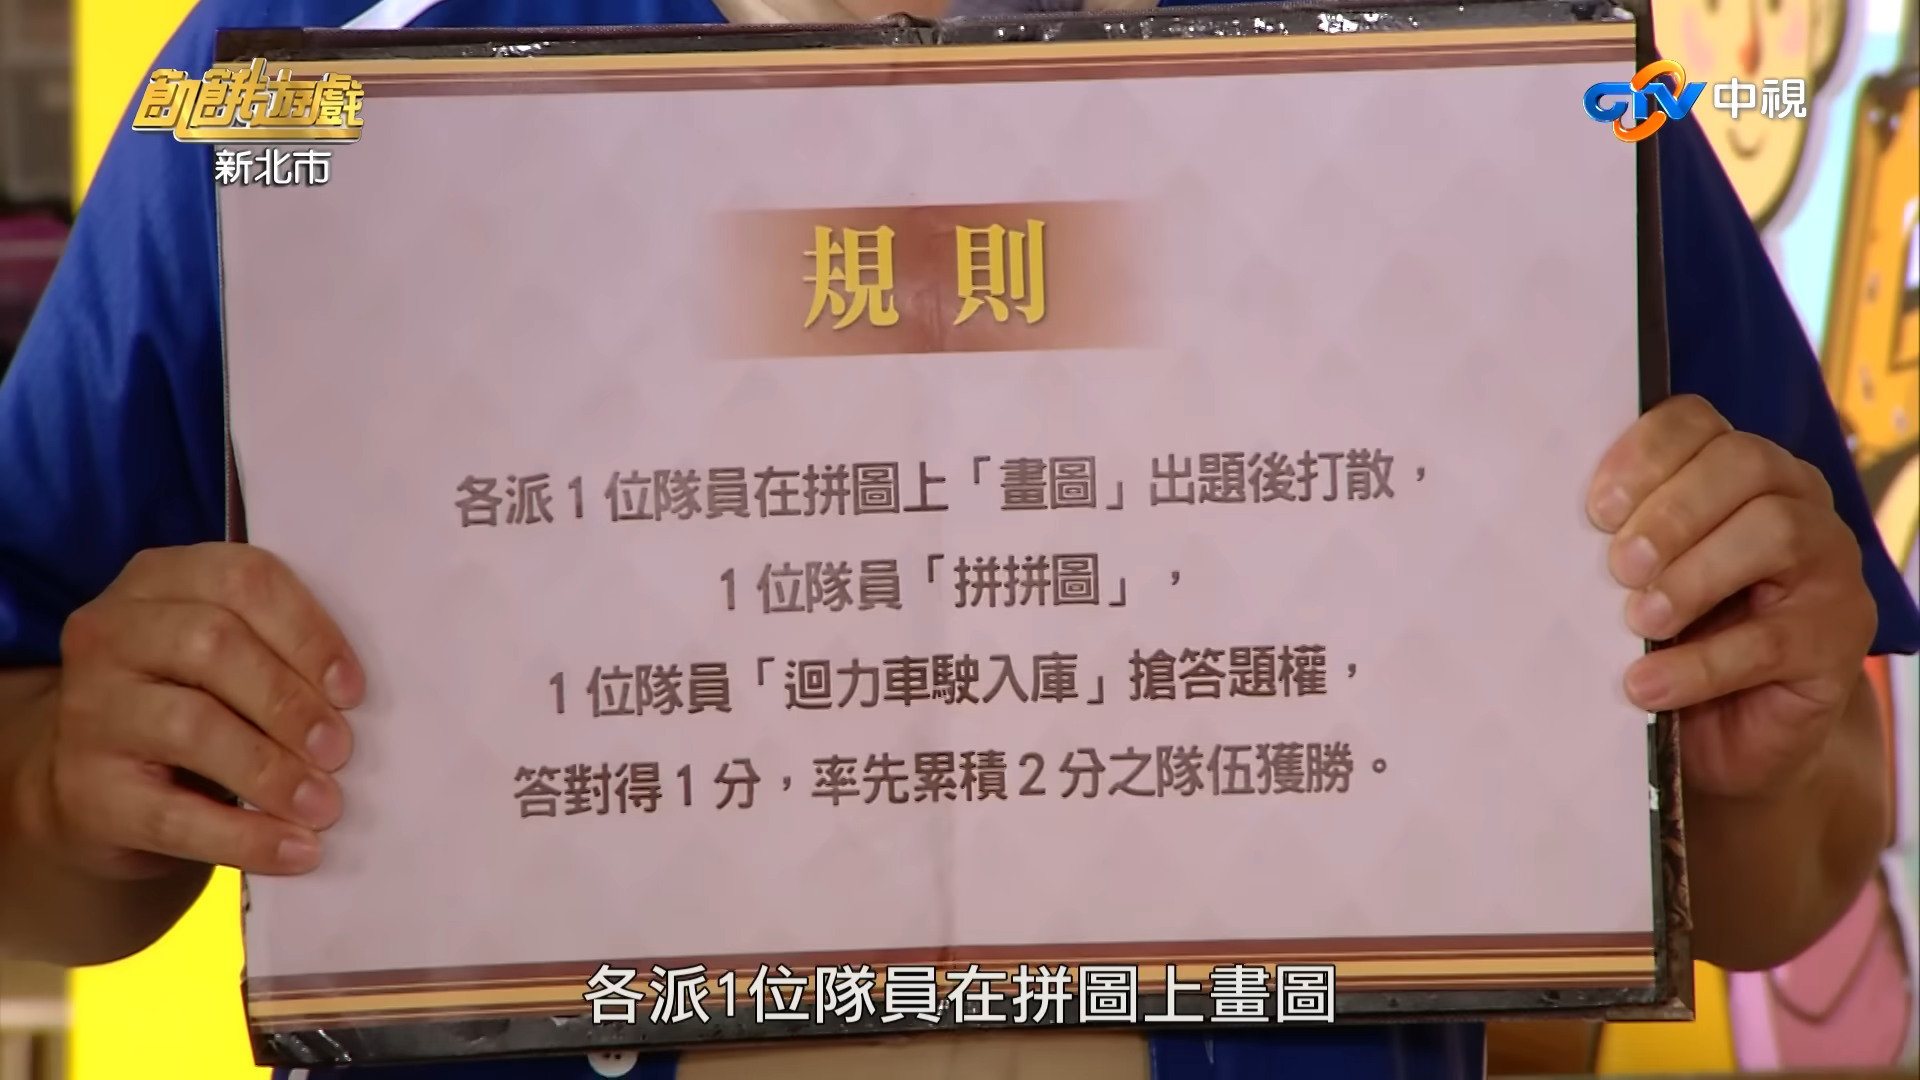 飢餓遊戲
新北市
CTV中視
規則
各派1位隊員在拼圖上「畫圖」出題後打散，
1位隊員「拼拼圖」，
1位隊員「迴力車駛入庫」搶答題權，
答對得1分，率先累積2分之隊伍獲勝。
各派1位隊員在拼圖上畫圖